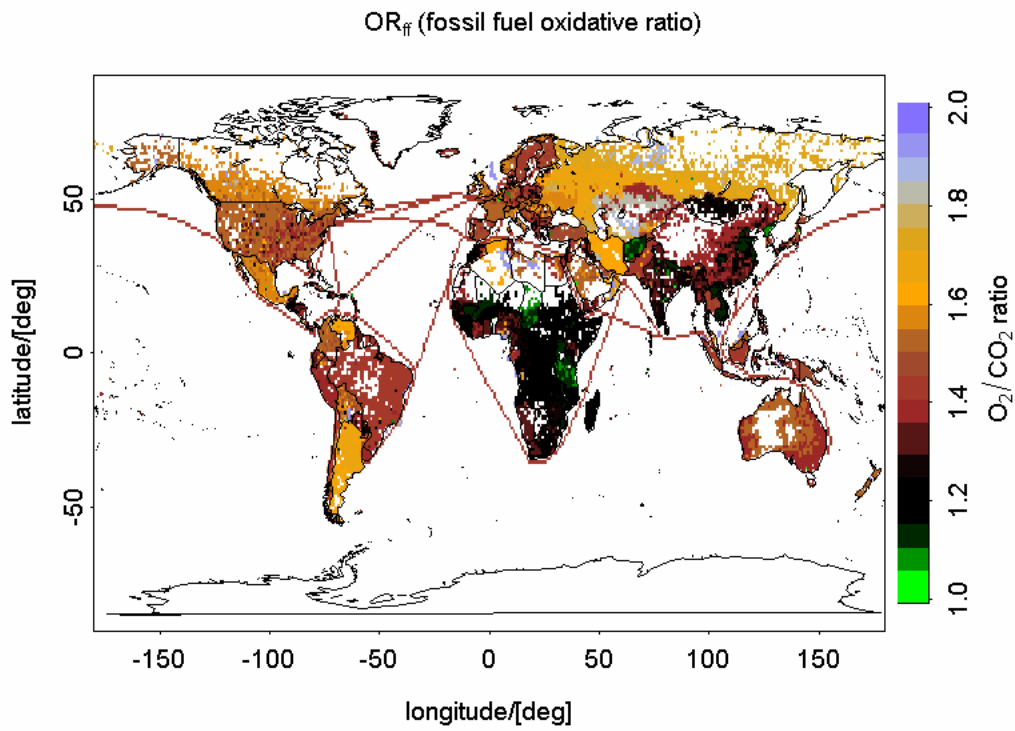 ORff (fossil fuel oxidative ratio)
50
0
-50
latitude/[deg]
-150 -100 -50 0 50 100 150
longitude/[deg]
2.0
1.8
1.6
1.4
1.2
1.0
O2/CO2 ratio